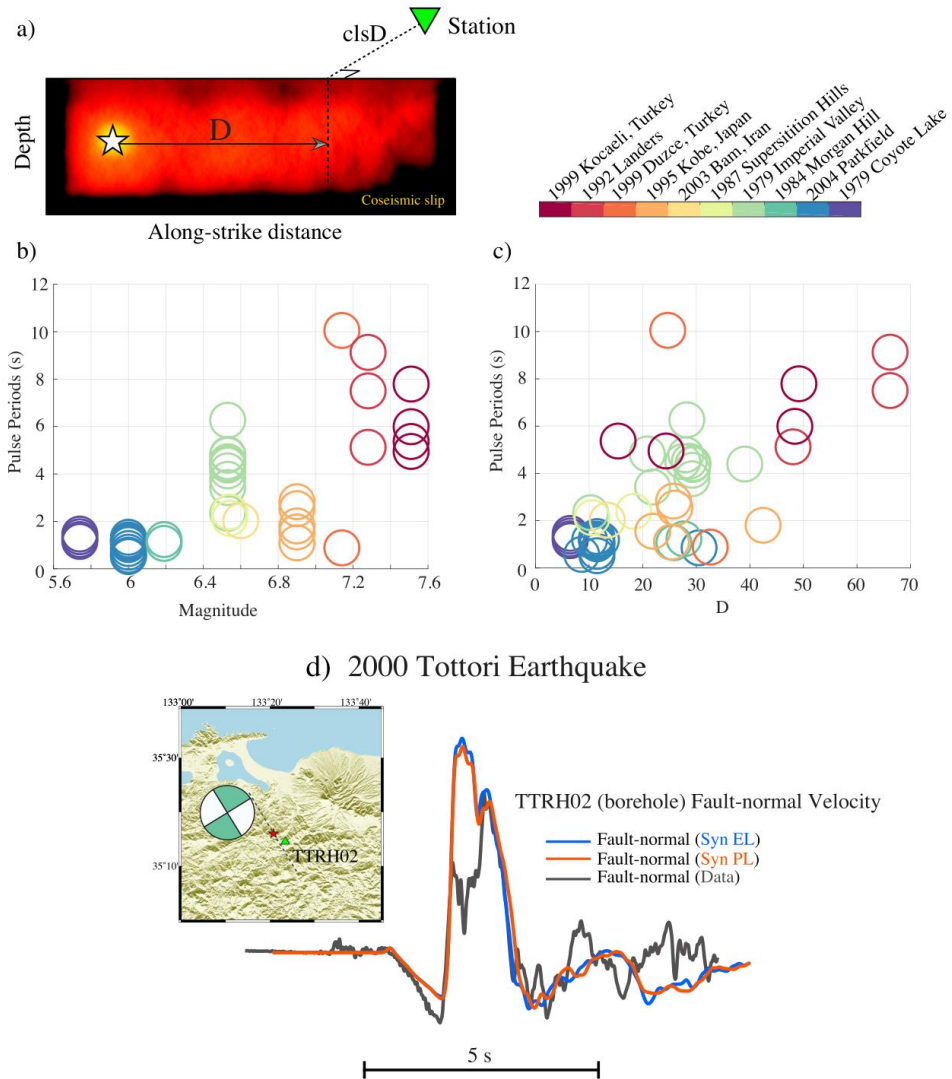 a)
clsD
Station
Depth
D
Coseismic slip
Along-strike distance
1999 Kocaeli, Turkey
1992 Landers
1999 Duzce, Turkey
1995 Kobe, Japan
2003 Bam, Iran
1987 Superstitition Hills
1979 Imperial Valley
1984 Morgan Hill
2004 Parkfield
1979 Coyote Lake
b)
Pulse Periods (s)
12
10
8
6
4
2
0
5.6 6 6.4 6.8 7.2 7.6
Magnitude
c)
Pulse Periods (s)
12
10
8
6
4
2
0
0 10 20 30 40 50 60 70
D
d) 2000 Tottori Earthquake
133°00' 133°20' 133°40'
35°30'
35°10'
TTRH02
TTRH02 (borehole) Fault-normal Velocity
Fault-normal (Syn EL)
Fault-normal (Syn PL)
Fault-normal (Data)
5 s